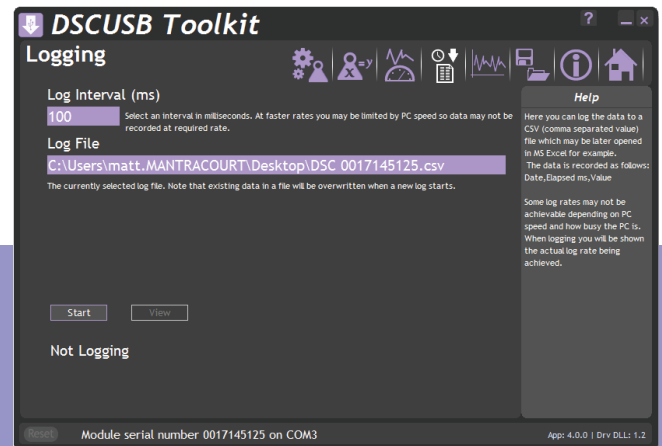 DSCUSB Toolkit
? _ ×
Logging
X =y
Log Interval (ms)
100
Select an interval in milliseconds. At faster rates you may be limited by PC speed so data may not be
recorded at required rate.
Log File
C:\Users\matt.MANTRACOURT\Desktop\DSC 0017145125.csv
The currently selected log file. Note that existing data in a file will be overwritten when a new log starts.
Start
View
Not Logging
Help
Here you can log the data to a
CSV (comma separated value)
file which may be later opened
in MS Excel for example.
The data is recorded as follows:
Date,Elapsed ms,Value
Some log rates may not be
achievable depending on PC
speed and how busy the PC is.
When logging you will be shown
the actual log rate being
achieved.
Reset
Module serial number 0017145125 on COM3
App: 4.0.0 | Drv DLL: 1.2